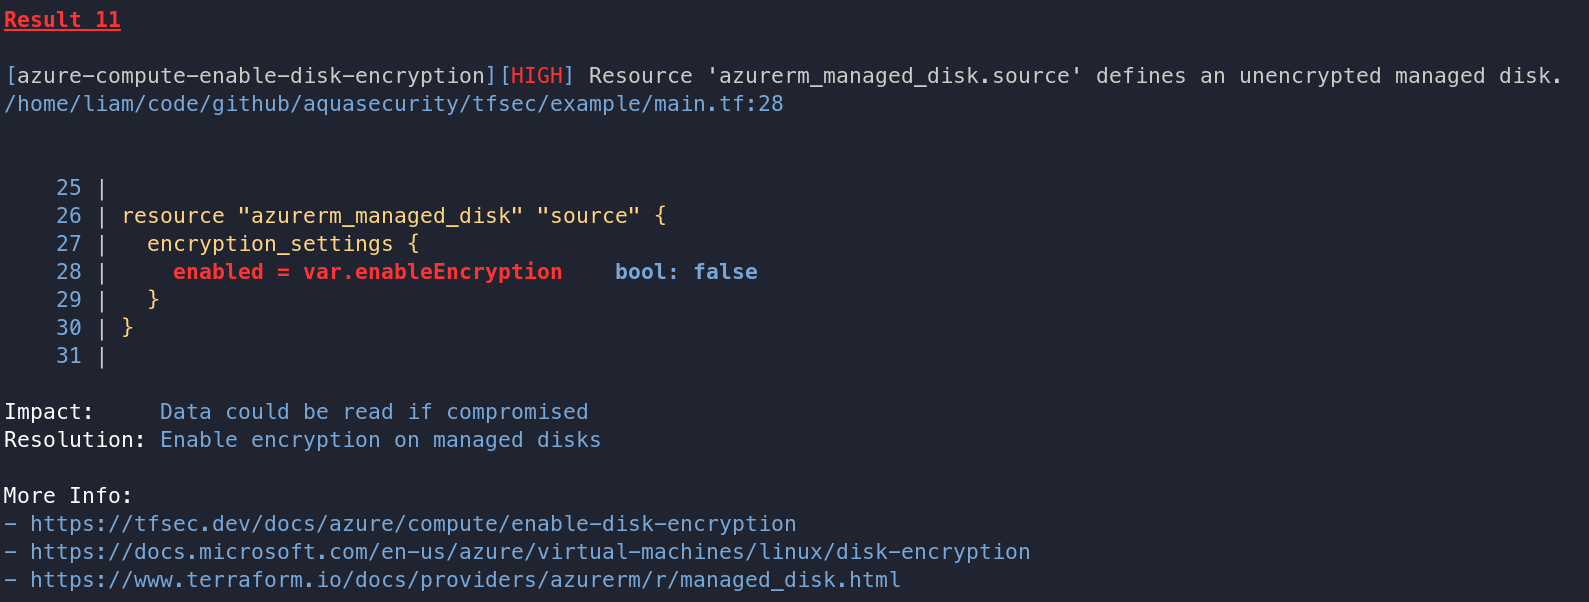 Result 11
[azure-compute-enable-disk-encryption][HIGH] Resource 'azurerm_managed_disk.source' defines an unencrypted managed disk.
/home/liam/code/github/aquasecurity/tfsec/example/main.tf:28
25 |
26 | resource "azurerm_managed_disk" "source" {
27 |   encryption_settings {
28 |     enabled = var.enableEncryption    bool: false
29 |   }
30 | }
31 |
Impact:     Data could be read if compromised
Resolution: Enable encryption on managed disks
More Info:
- https://tfsec.dev/docs/azure/compute/enable-disk-encryption
- https://docs.microsoft.com/en-us/azure/virtual-machines/linux/disk-encryption
- https://www.terraform.io/docs/providers/azurerm/r/managed_disk.html